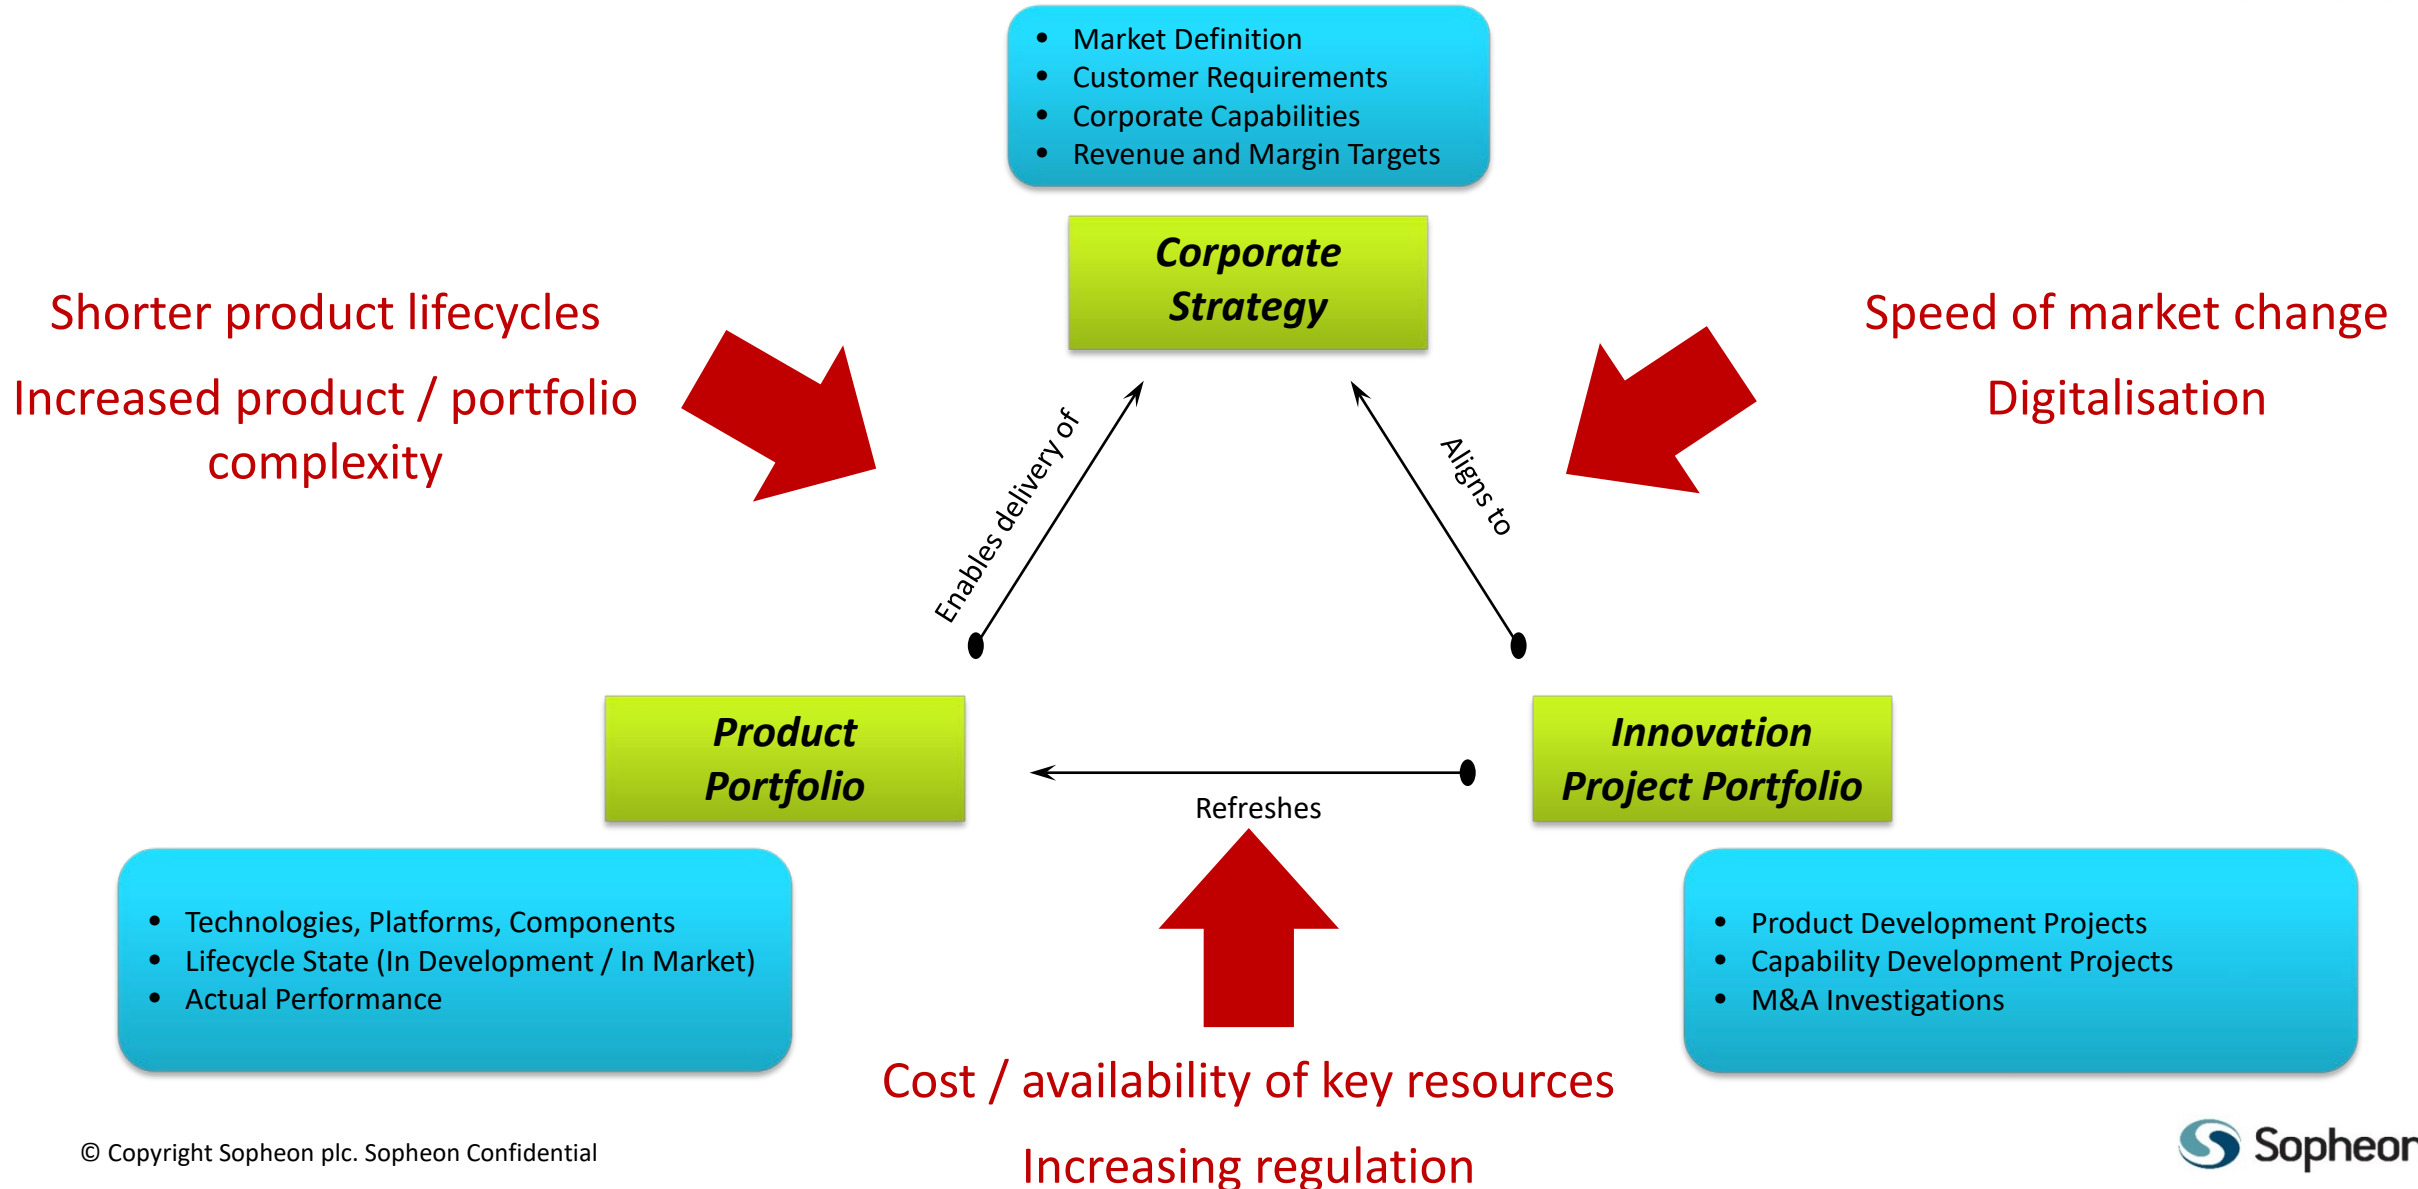 • Market Definition
• Customer Requirements
• Corporate Capabilities
• Revenue and Margin Targets
Corporate
Strategy
Shorter product lifecycles
Increased product / portfolio
complexity
Speed of market change
Digitalisation
Enables delivery of
Aligns to
Product
Portfolio
Refreshes
Innovation
Project Portfolio
• Technologies, Platforms, Components
• Lifecycle State (In Development / In Market)
• Actual Performance
• Product Development Projects
• Capability Development Projects
• M&A Investigations
Cost / availability of key resources
Increasing regulation
© Copyright Sopheon plc. Sopheon Confidential
Sopheon